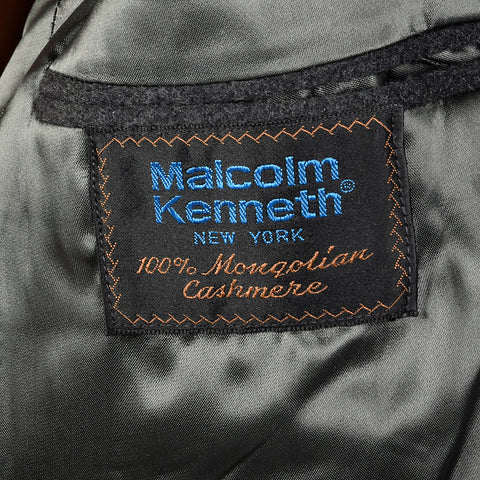 Malcolm
Kenneth®
NEW YORK
100% Mongolian
Cashmere